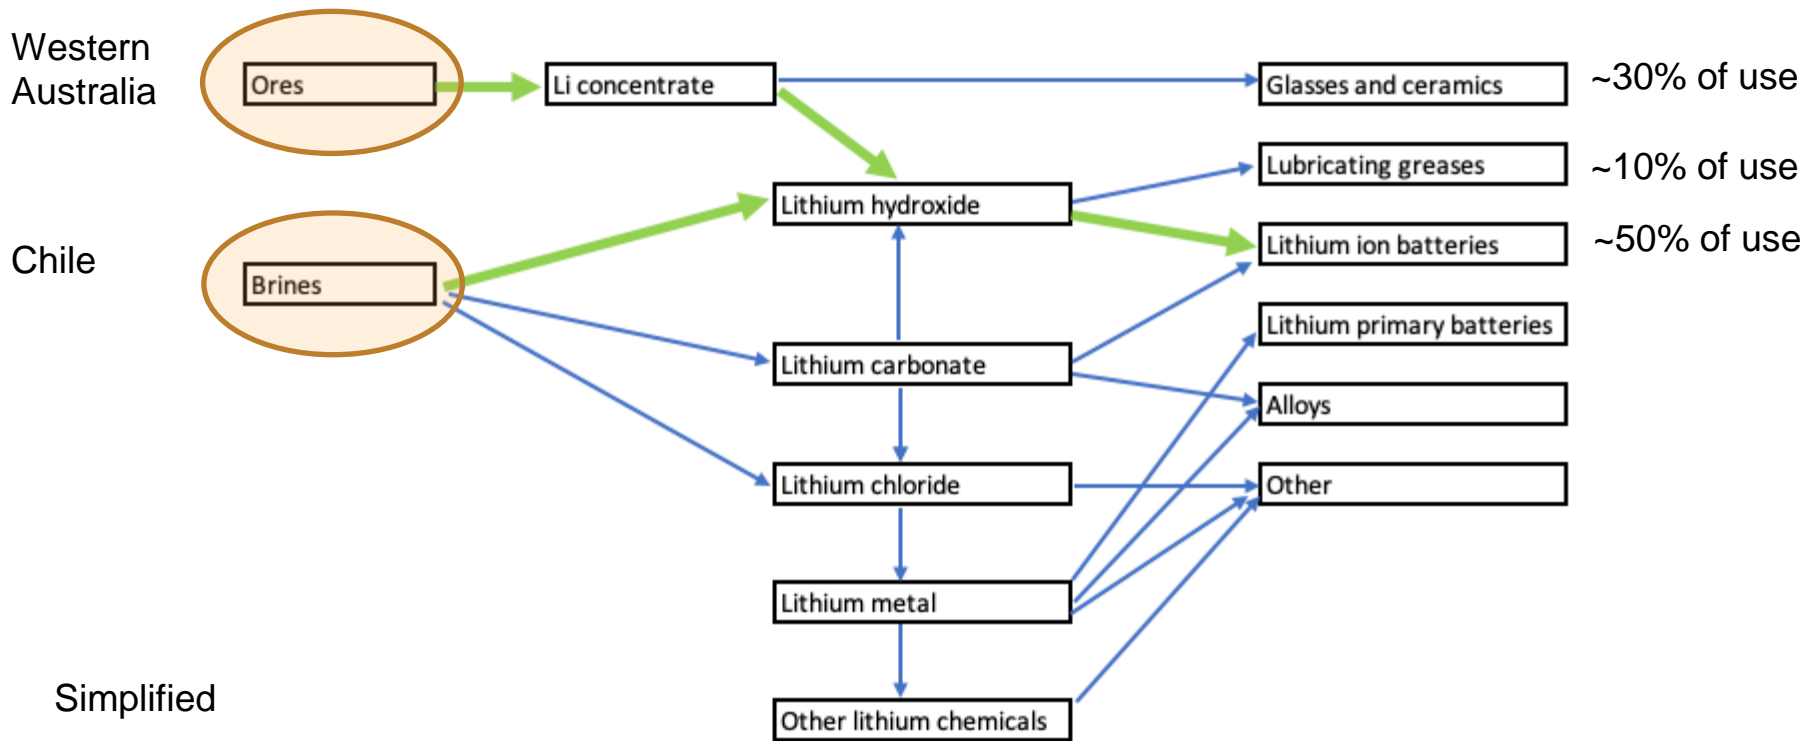 Western
Australia
Ores
Li concentrate
Glasses and ceramics
~30% of use
Lubricating greases
~10% of use
Lithium hydroxide
Chile
Lithium ion batteries
~50% of use
Brines
Lithium primary batteries
Lithium carbonate
Alloys
Lithium chloride
Other
Lithium metal
Simplified
Other lithium chemicals